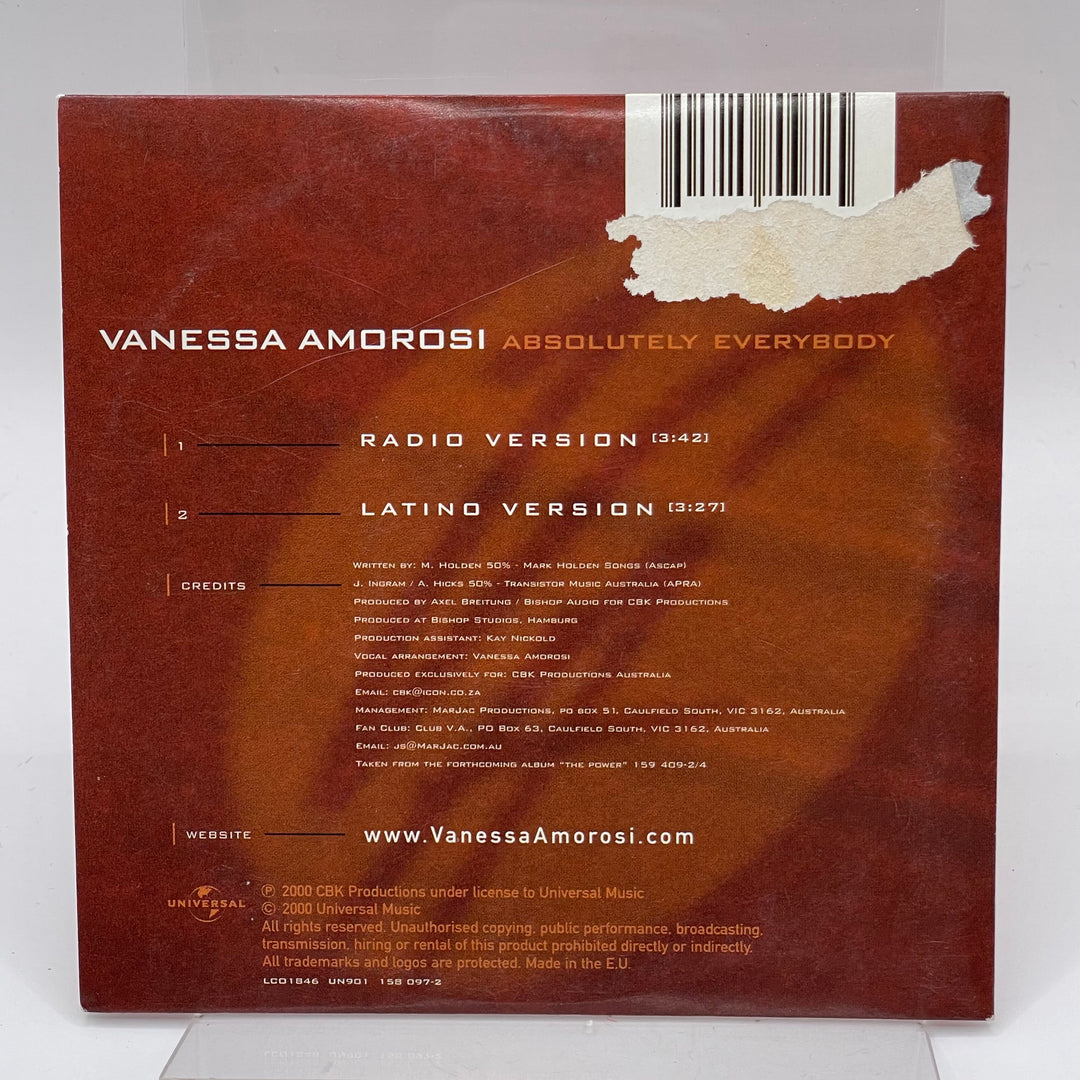 VANESSA AMOROSI ABSOLUTELY EVERYBODY
1 RADIO VERSION [3:42]
2 LATINO VERSION [3:27]
WRITTEN BY: M. HOLDEN 50% - MARK HOLDEN SONGS (ASCAP)
CREDITS J. INGRAM / A. HICKS 50% - TRANSISTOR MUSIC AUSTRALIA (APRA)
PRODUCED BY AXEL BREITUNG / BISHOP AUDIO FOR CBK PRODUCTIONS
PRODUCED AT BISHOP STUDIOS, HAMBURG
PRODUCTION ASSISTANT: KAY NICKOLD
VOCAL ARRANGEMENT: VANESSA AMOROSI
PRODUCED EXCLUSIVELY FOR: CBK PRODUCTIONS AUSTRALIA
EMAIL: CBK@ICON.CO.ZA
MANAGEMENT: MARJAC PRODUCTIONS, PO BOX 51, CAULFIELD SOUTH, VIC 3162, AUSTRALIA
FAN CLUB: CLUB V.A., PO BOX 63, CAULFIELD SOUTH, VIC 3162, AUSTRALIA
EMAIL: JS@MARJAC.COM.AU
TAKEN FROM THE FORTHCOMING ALBUM "THE POWER" 159 409-2/4
WEBSITE www.VanessaAmorosi.com
UNIVERSAL
℗ 2000 CBK Productions under license to Universal Music
© 2000 Universal Music
All rights reserved. Unauthorised copying, public performance, broadcasting,
transmission, hiring or rental of this product prohibited directly or indirectly.
All trademarks and logos are protected. Made in the E.U.
LC01846 UN901 158 097-2